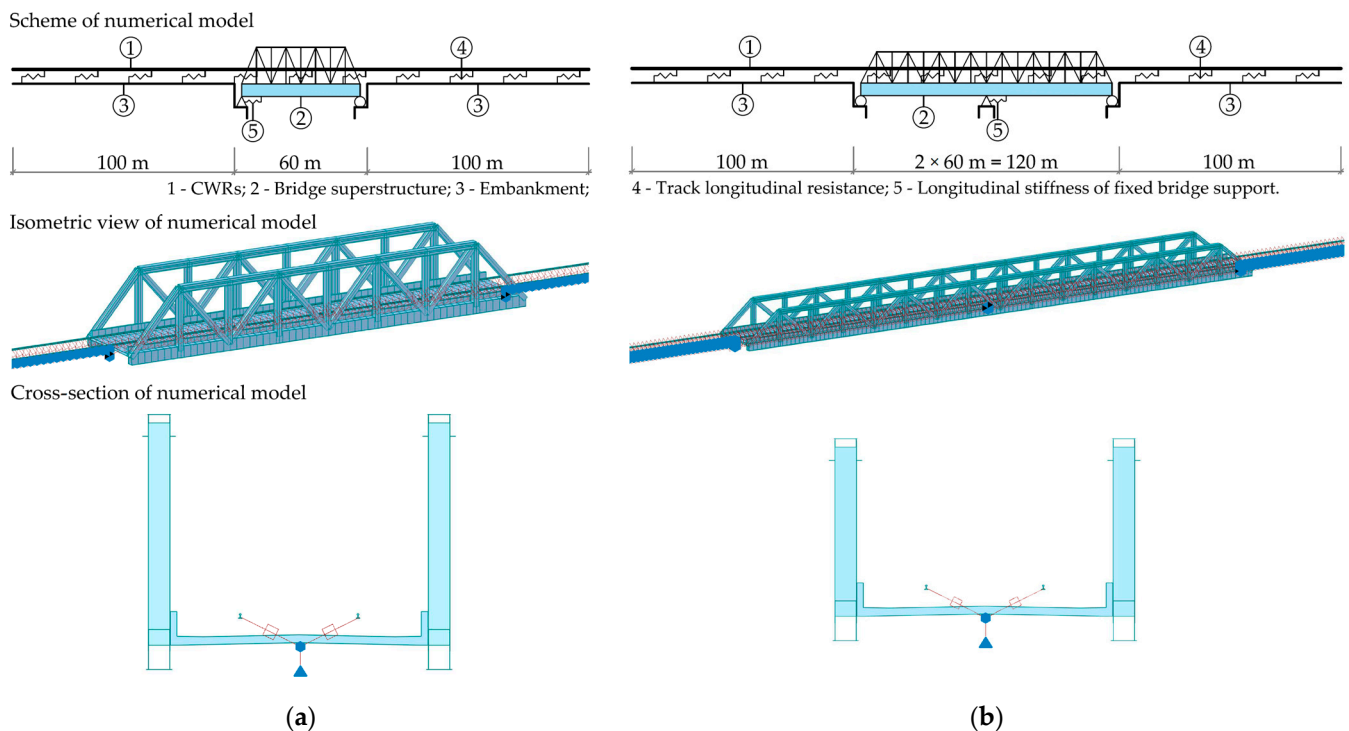 Scheme of numerical model
1 4 1 4
3 3 3 3
5 2 2 5
100 m 60 m 100 m 100 m 2 × 60 m = 120 m 100 m
1 - CWRs; 2 - Bridge superstructure; 3 - Embankment; 4 - Track longitudinal resistance; 5 - Longitudinal stiffness of fixed bridge support.
Isometric view of numerical model
Cross-section of numerical model
(a) (b)